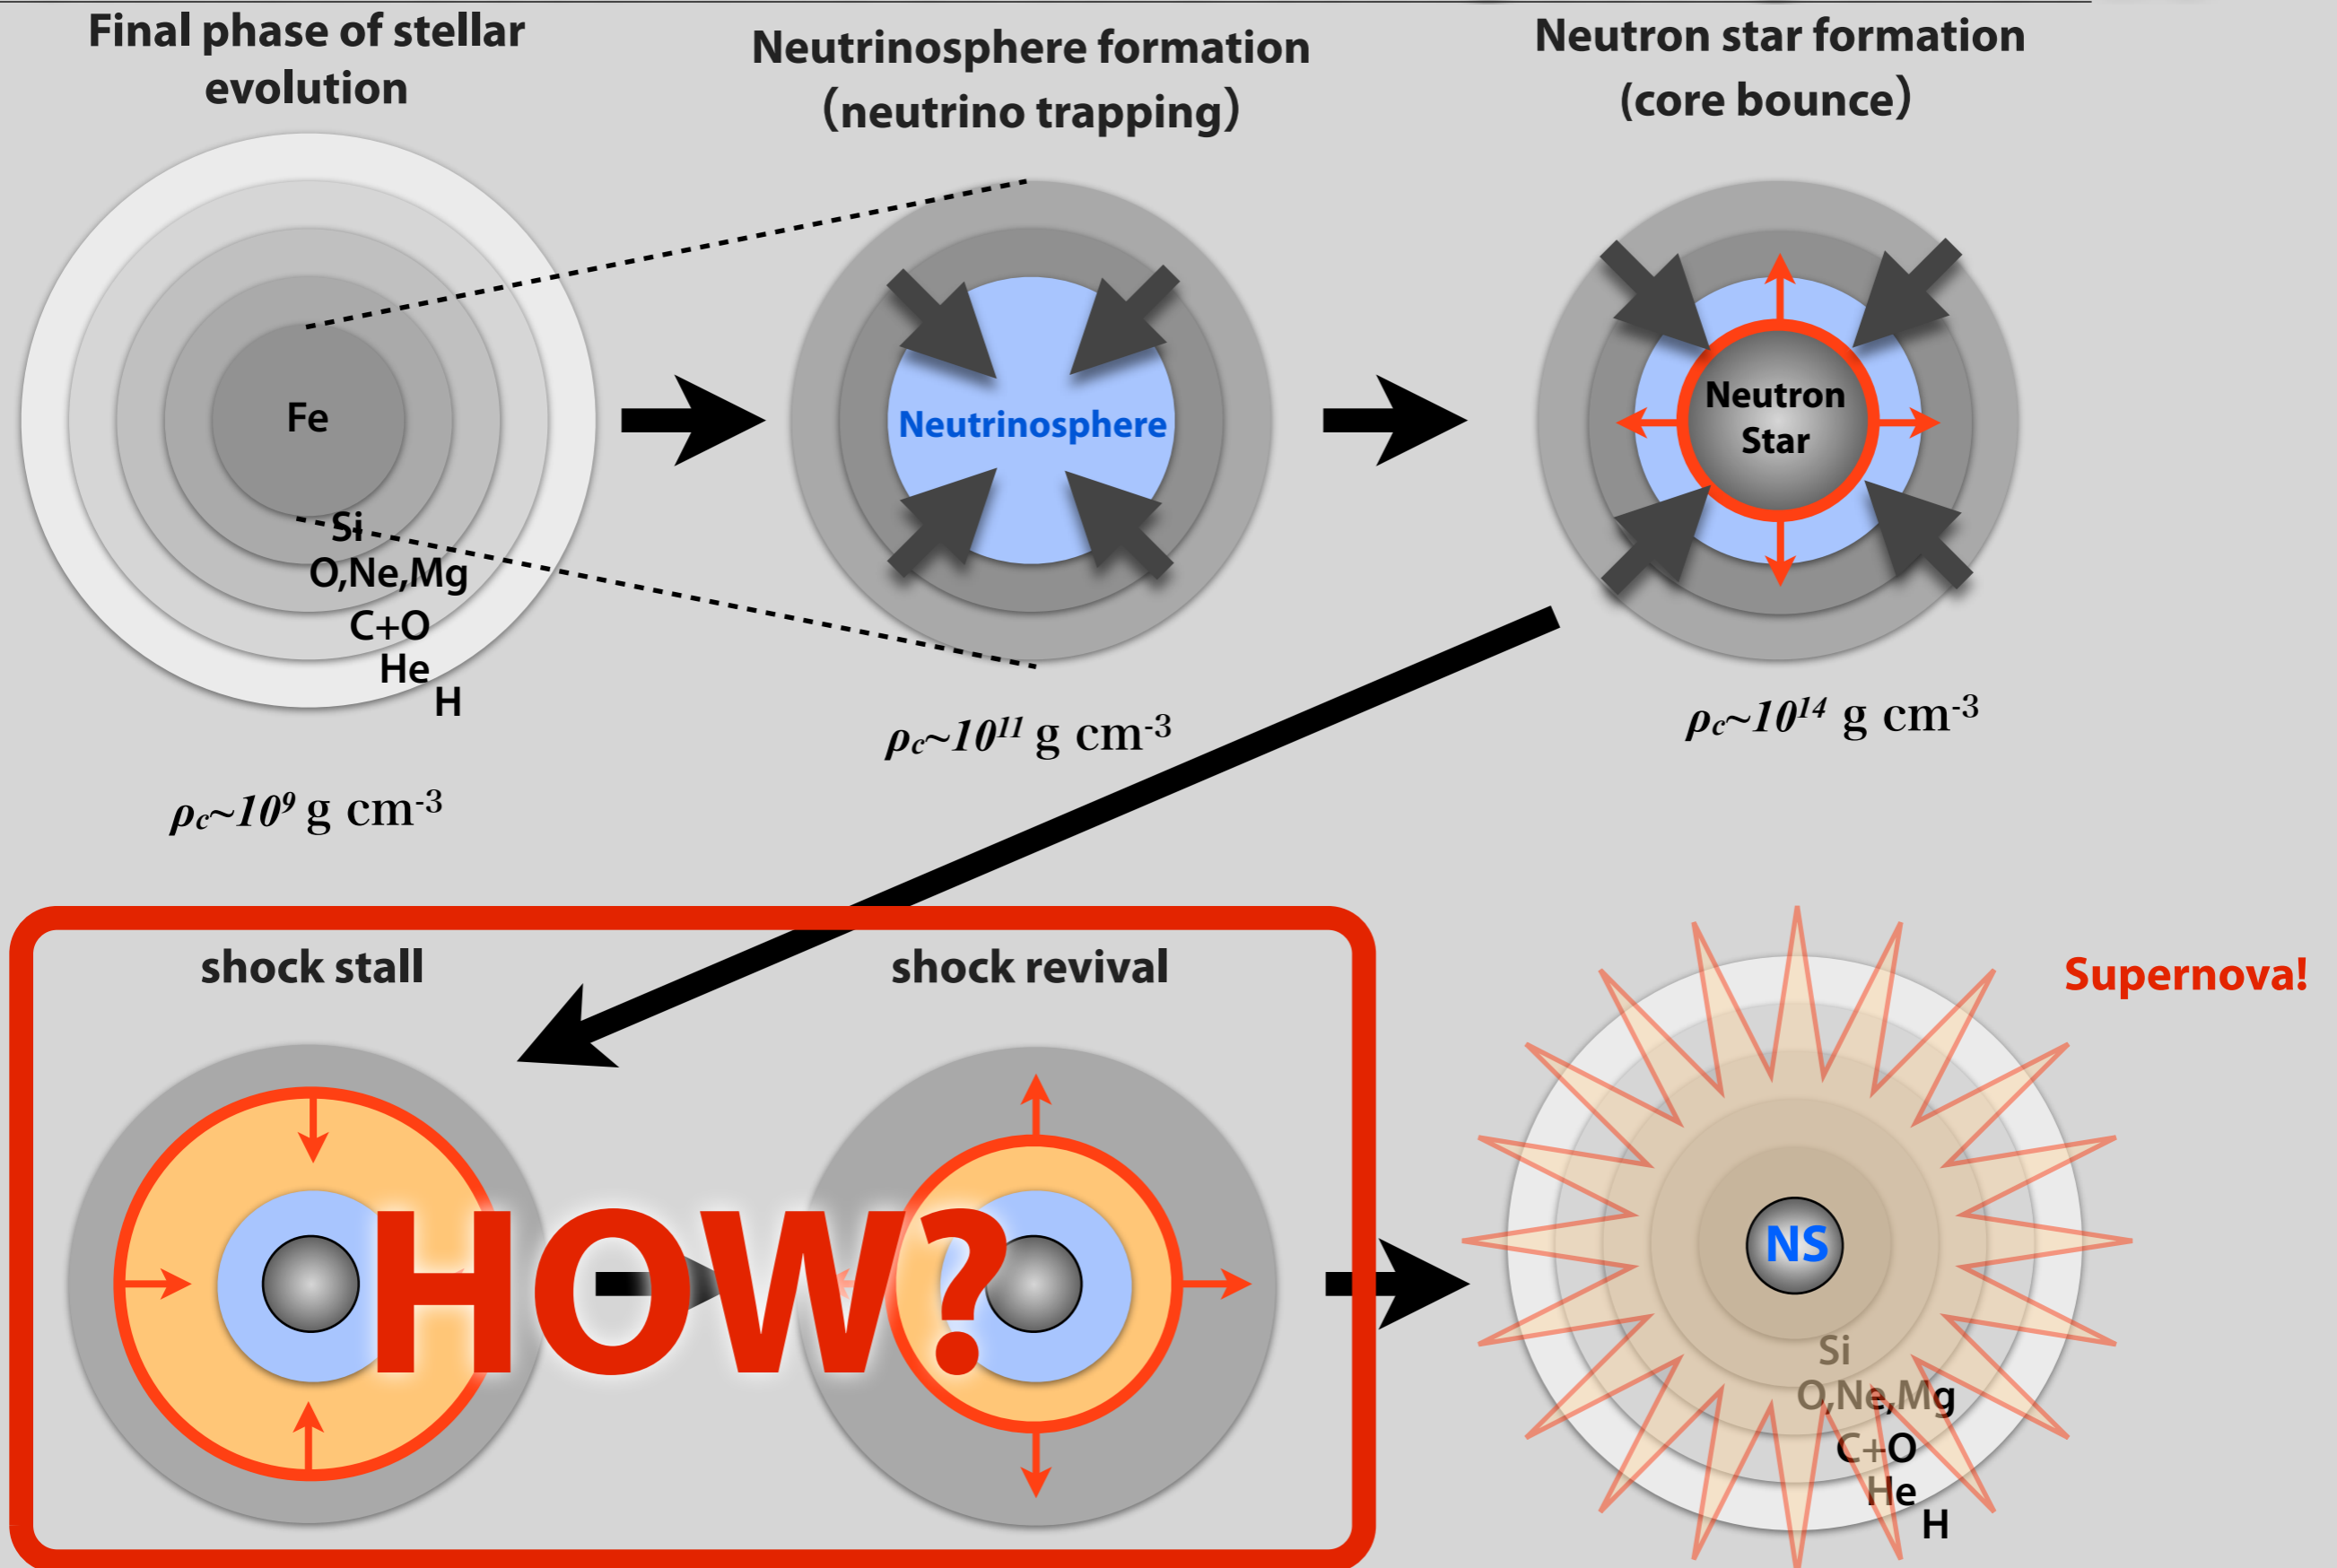 Final phase of stellar
evolution
Neutrinosphere formation
(neutrino trapping)
Neutron star formation
(core bounce)
Fe
Si
O,Ne,Mg
C+O
He
H
Neutrinosphere
Neutron
Star
ρc~10⁹ g cm⁻³
ρc~10¹¹ g cm⁻³
ρc~10¹⁴ g cm⁻³
shock stall
shock revival
HOW?
Supernova!
NS
Si
O,Ne,Mg
C+O
He
H